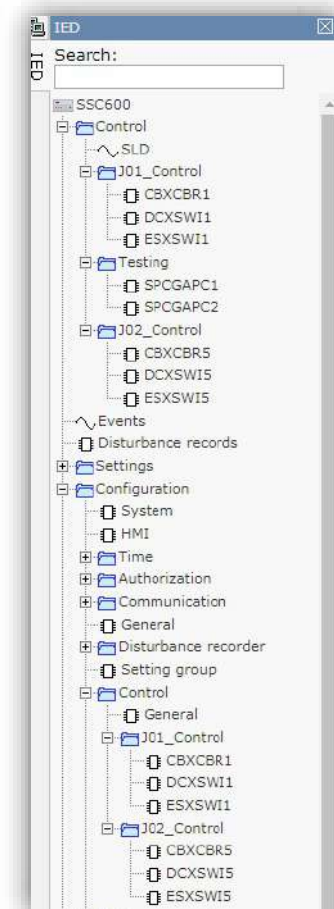 IED
IED
Search:
SSC600
Control
SLD
J01_Control
CBXCBR1
DCXSWI1
ESXSWI1
Testing
SPCGAPC1
SPCGAPC2
J02_Control
CBXCBR5
DCXSWI5
ESXSWI5
Events
Disturbance records
Settings
Configuration
System
HMI
Time
Authorization
Communication
General
Disturbance recorder
Setting group
Control
General
J01_Control
CBXCBR1
DCXSWI1
ESXSWI1
J02_Control
CBXCBR5
DCXSWI5
ESXSWI5